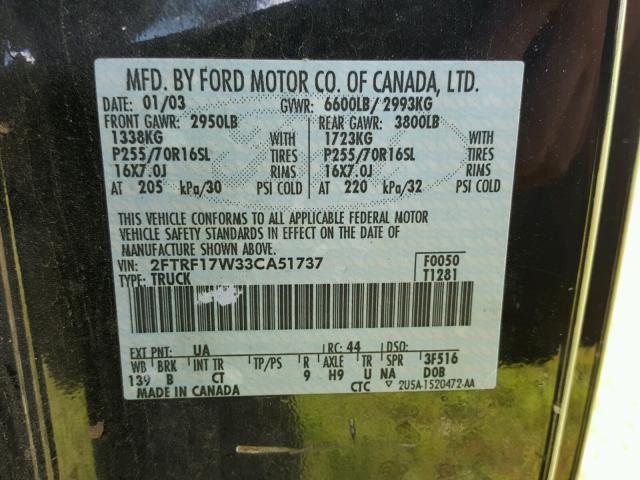 MFD. BY FORD MOTOR CO. OF CANADA, LTD.
DATE: 01/03 GVWR: 6600LB/ 2993KG
FRONT GAWR: 2950LB REAR GAWR: 3800LB
1338KG WITH 1723KG WITH
P255/70R16SL TIRES P255/70R16SL TIRES
16X7.0J RIMS 16X7.0J RIMS
AT 205 kPa/30 PSI COLD AT 220 kPa/32 PSI COLD
THIS VEHICLE CONFORMS TO ALL APPLICABLE FEDERAL MOTOR
VEHICLE SAFETY STANDARDS IN EFFECT ON THE DATE OF
MANUFACTURE SHOWN ABOVE.
VIN: 2FTRF17W33CA51737 F0050
TYPE: TRUCK T1281
EXT PNT: UA RC: 44 DSO:
WB BRK INT TR TP/PS R AXLE TR SPR 3F516
139 B CT 9 H9 U NA DOB
MADE IN CANADA CTC ▽ 2U5A-1520472-AA